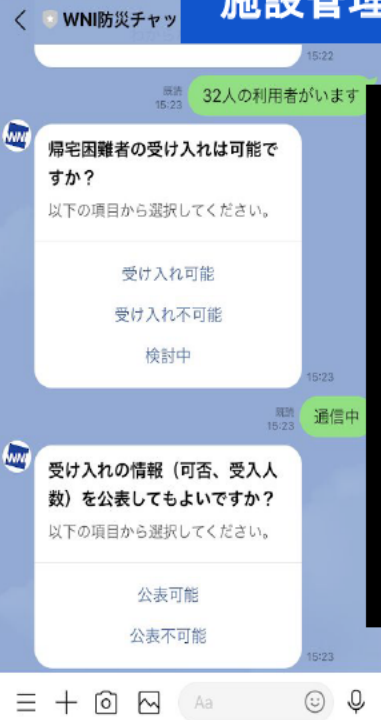 施設管理
WNI防災チャッ
15:22
既読
15:23
32人の利用者がいます
WNI
帰宅困難者の受け入れは可能で
すか？
以下の項目から選択してください。
受け入れ可能
受け入れ不可能
検討中
15:23
既読
15:23
通信中
WNI
受け入れの情報（可否、受入人
数）を公表してもよいですか？
以下の項目から選択してください。
公表可能
公表不可能
15:23
Aa